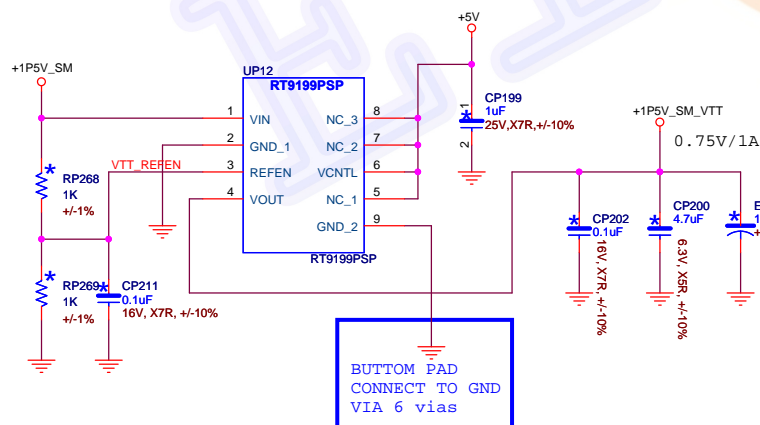 +5V
+1P5V_SM
UP12
RT9199PSP
1 VIN NC_3 8
2 GND_1 NC_2 7
3 REFEN VCNTL 6
4 VOUT NC_1 5
GND_2 9
RT9199PSP
VTT_REFEN
RP268
1K
+/-1%
RP269
1K
+/-1%
CP211
0.1uF
16V, X7R, +/-10%
1
2
CP199
1uF
25V,X7R,+/-10%
+1P5V_SM_VTT
0.75V/1A
CP202
0.1uF
16V, X7R, +/-10%
CP200
4.7uF
6.3V, X5R, +/-10%
E
1
+
BUTTOM PAD
CONNECT TO GND
VIA 6 vias